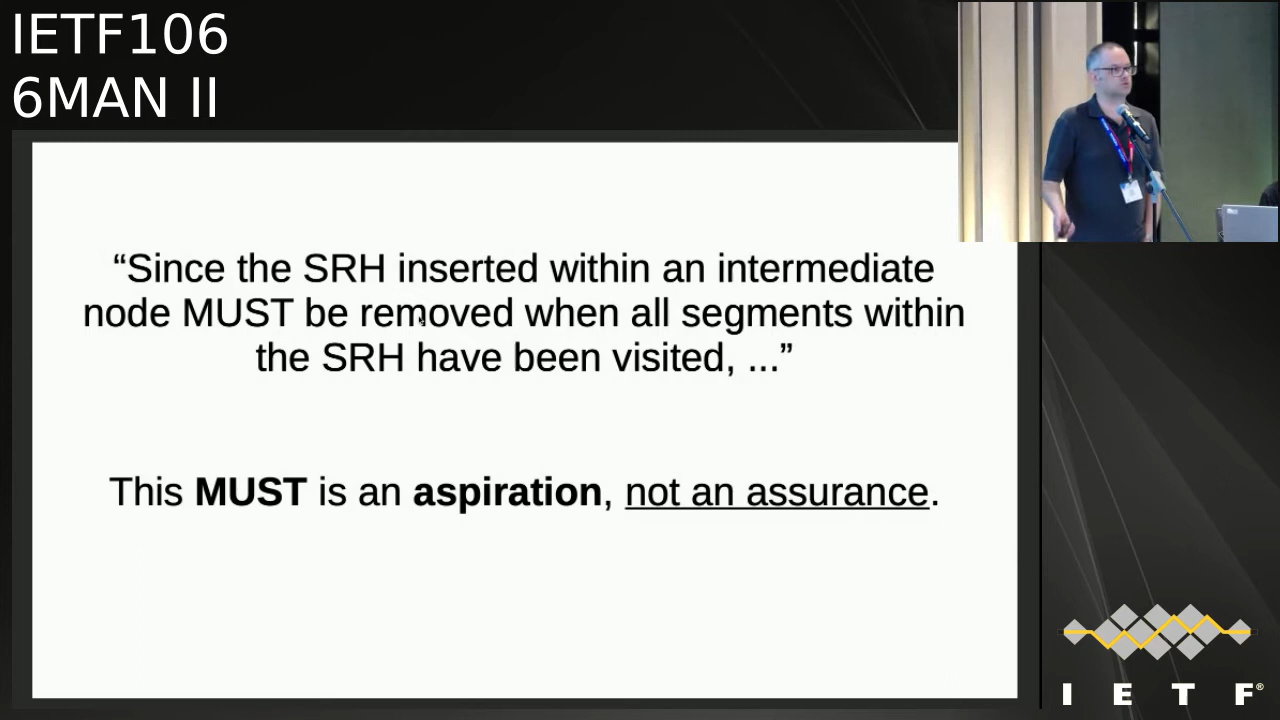 IETF106
6MAN II
“Since the SRH inserted within an intermediate
node MUST be removed when all segments within
the SRH have been visited, ...”
This MUST is an aspiration, not an assurance.
I E T F®